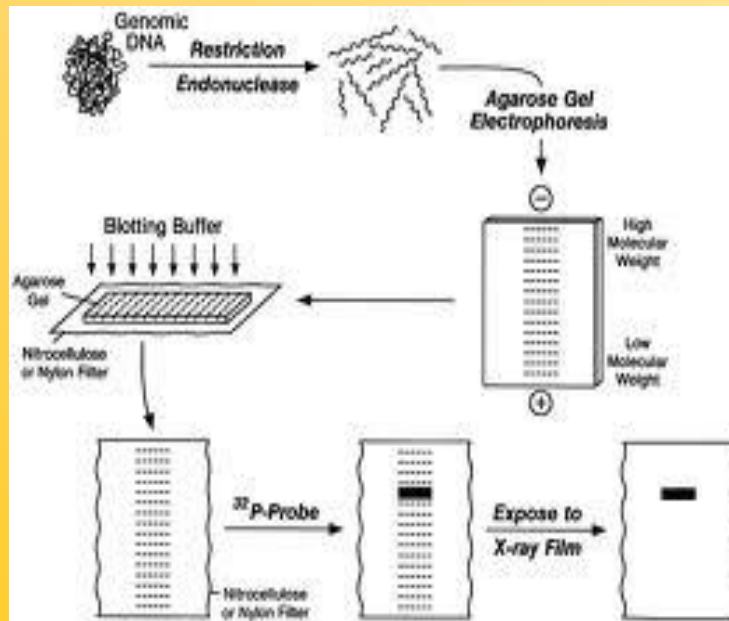 Genomic
DNA
Restriction
Endonuclease
Agarose Gel
Electrophoresis
−
High
Molecular
Weight
Low
Molecular
Weight
+
Blotting Buffer
Agarose
Gel
Nitrocellulose
or Nylon Filter
32P-Probe
Nitrocellulose
or Nylon Filter
Expose to
X-ray Film